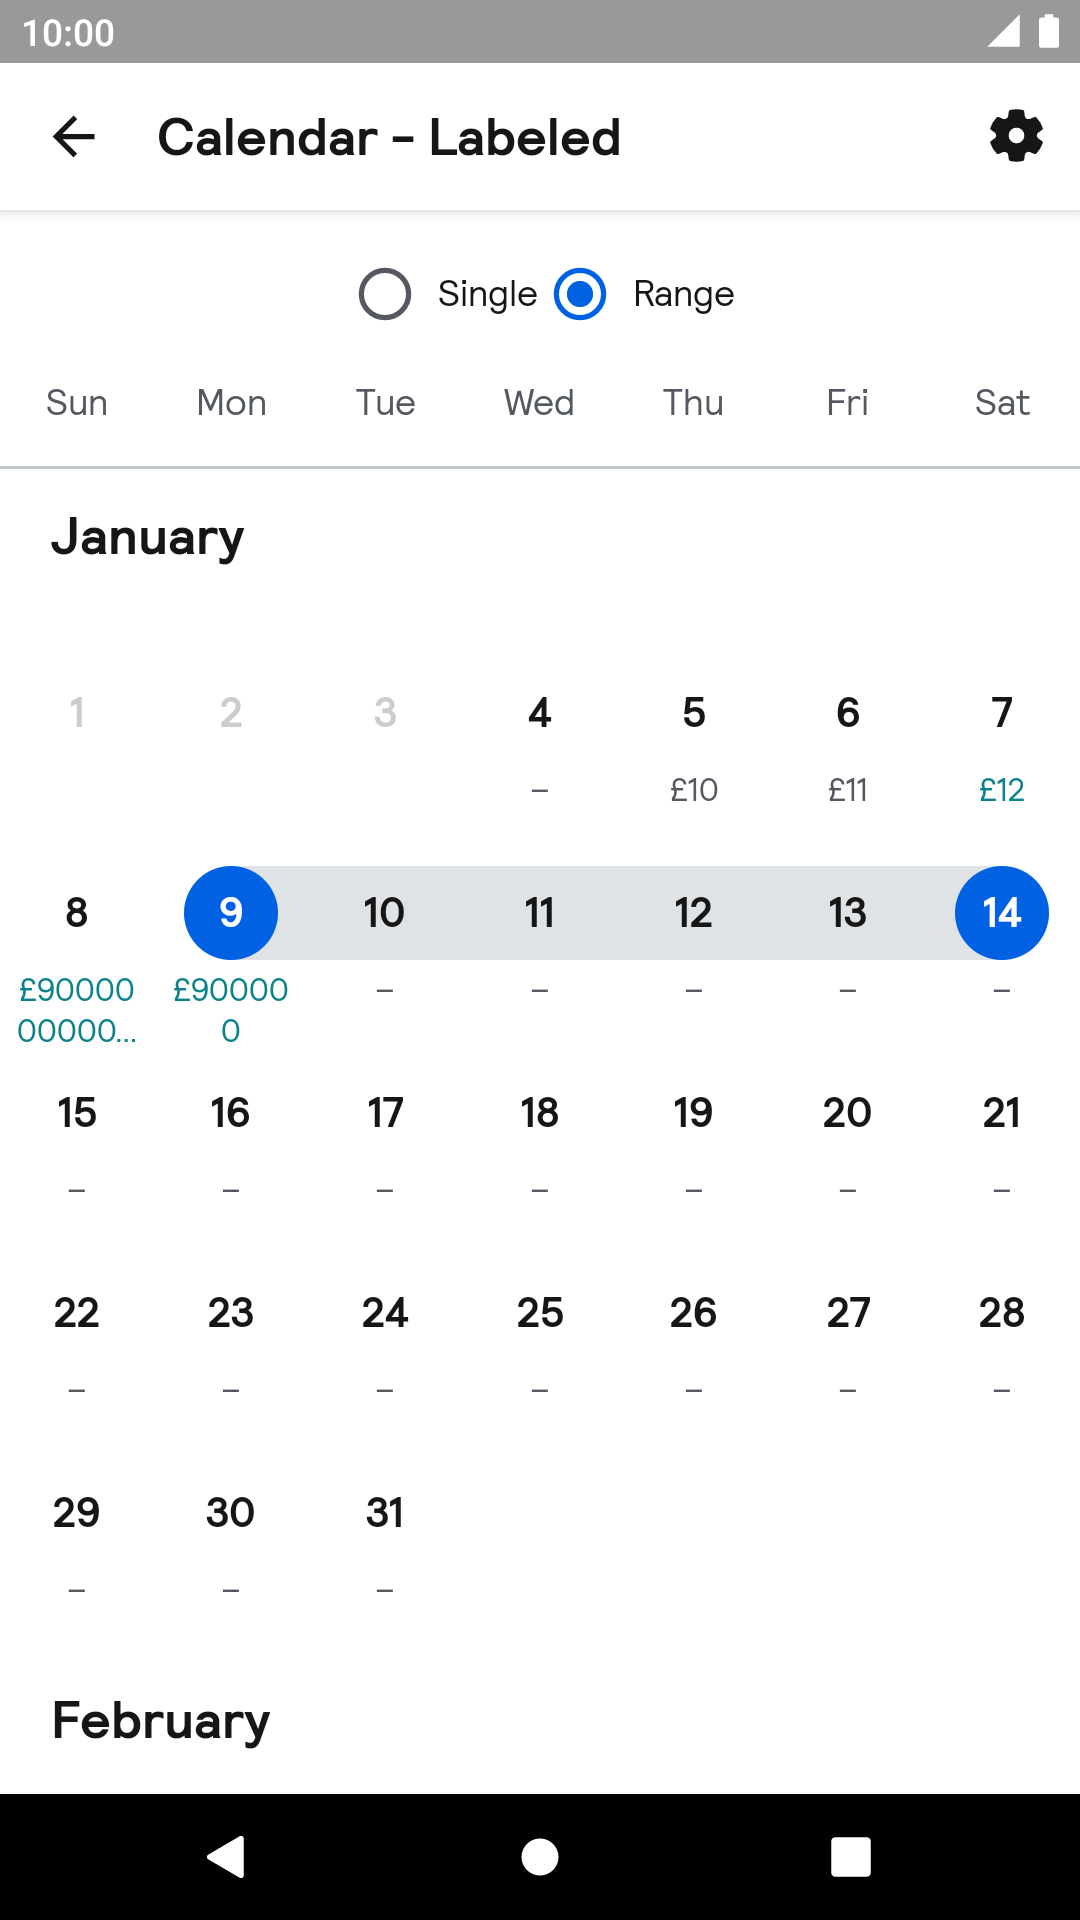 10:00
Calendar – Labeled
Single Range
Sun Mon Tue Wed Thu Fri Sat
January
1 2 3 4 5 6 7
– £10 £11 £12
8 9 10 11 12 13 14
£90000 £90000 – – – – –
00000... 0
15 16 17 18 19 20 21
– – – – – – –
22 23 24 25 26 27 28
– – – – – – –
29 30 31
– – –
February